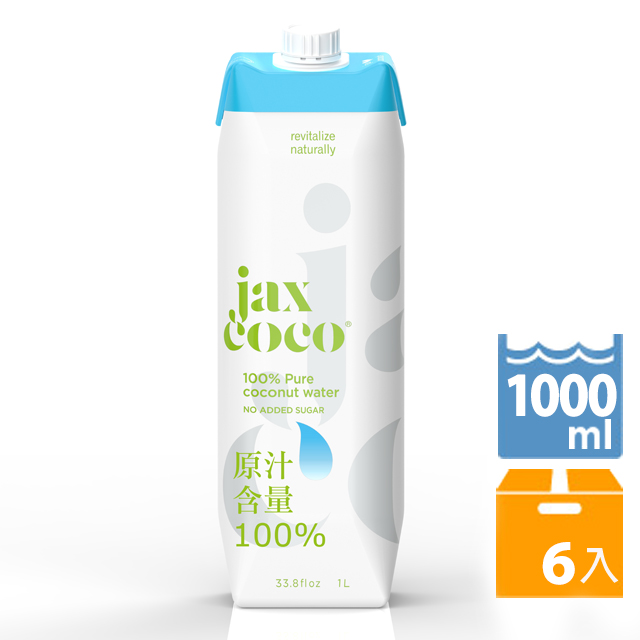 revitalize
naturally
jax
coco®
100% Pure
coconut water
NO ADDED SUGAR
原汁
含量
100%
33.8floz 1L
1000
ml
6入